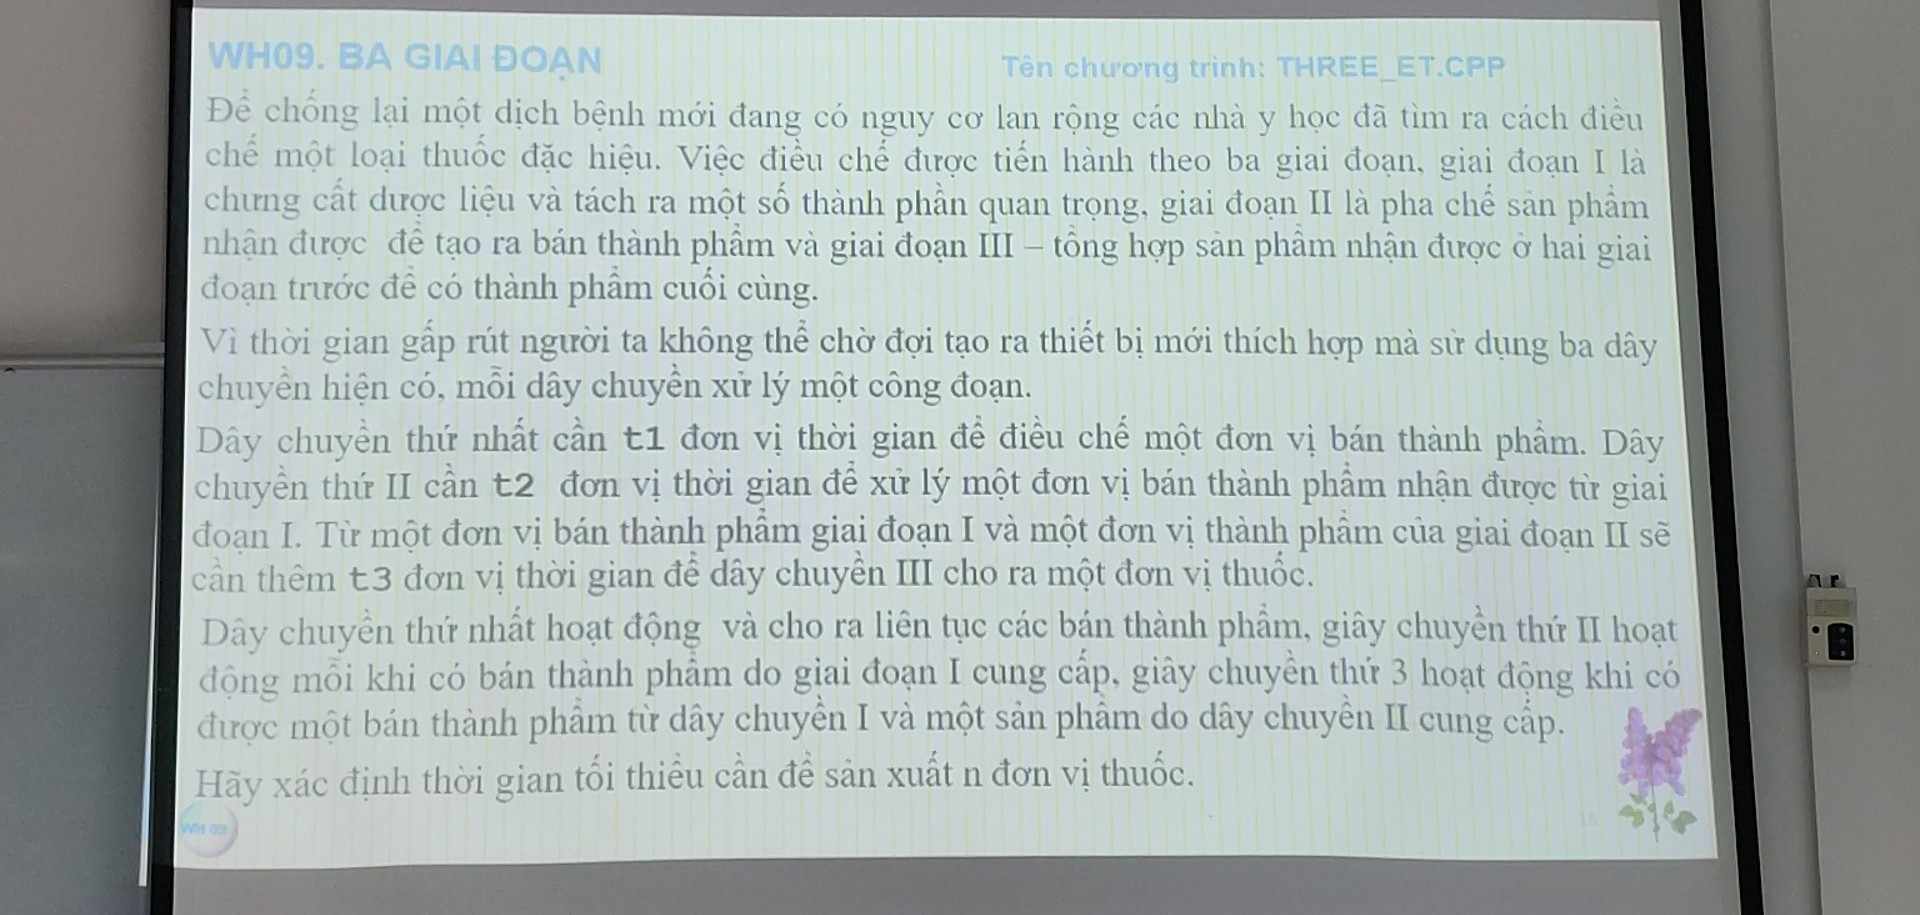 WH09. BA GIAI ĐOẠN
Tên chương trình: THREE_ET.CPP
Để chống lại một dịch bệnh mới đang có nguy cơ lan rộng các nhà y học đã tìm ra cách điều
chế một loại thuốc đặc hiệu. Việc điều chế được tiến hành theo ba giai đoạn, giai đoạn I là
chưng cất dược liệu và tách ra một số thành phần quan trọng, giai đoạn II là pha chế sản phẩm
nhận được để tạo ra bán thành phẩm và giai đoạn III – tổng hợp sản phẩm nhận được ở hai giai
đoạn trước để có thành phẩm cuối cùng.
Vì thời gian gấp rút người ta không thể chờ đợi tạo ra thiết bị mới thích hợp mà sử dụng ba dây
chuyền hiện có, mỗi dây chuyền xử lý một công đoạn.
Dây chuyền thứ nhất cần t1 đơn vị thời gian để điều chế một đơn vị bán thành phẩm. Dây
chuyền thứ II cần t2 đơn vị thời gian để xử lý một đơn vị bán thành phẩm nhận được từ giai
đoạn I. Từ một đơn vị bán thành phẩm giai đoạn I và một đơn vị thành phẩm của giai đoạn II sẽ
cần thêm t3 đơn vị thời gian để dây chuyền III cho ra một đơn vị thuốc.
Dây chuyền thứ nhất hoạt động và cho ra liên tục các bán thành phẩm, giây chuyền thứ II hoạt
động mỗi khi có bán thành phẩm do giai đoạn I cung cấp, giây chuyền thứ 3 hoạt động khi có
được một bán thành phẩm từ dây chuyền I và một sản phẩm do dây chuyền II cung cấp.
Hãy xác định thời gian tối thiểu cần để sản xuất n đơn vị thuốc.